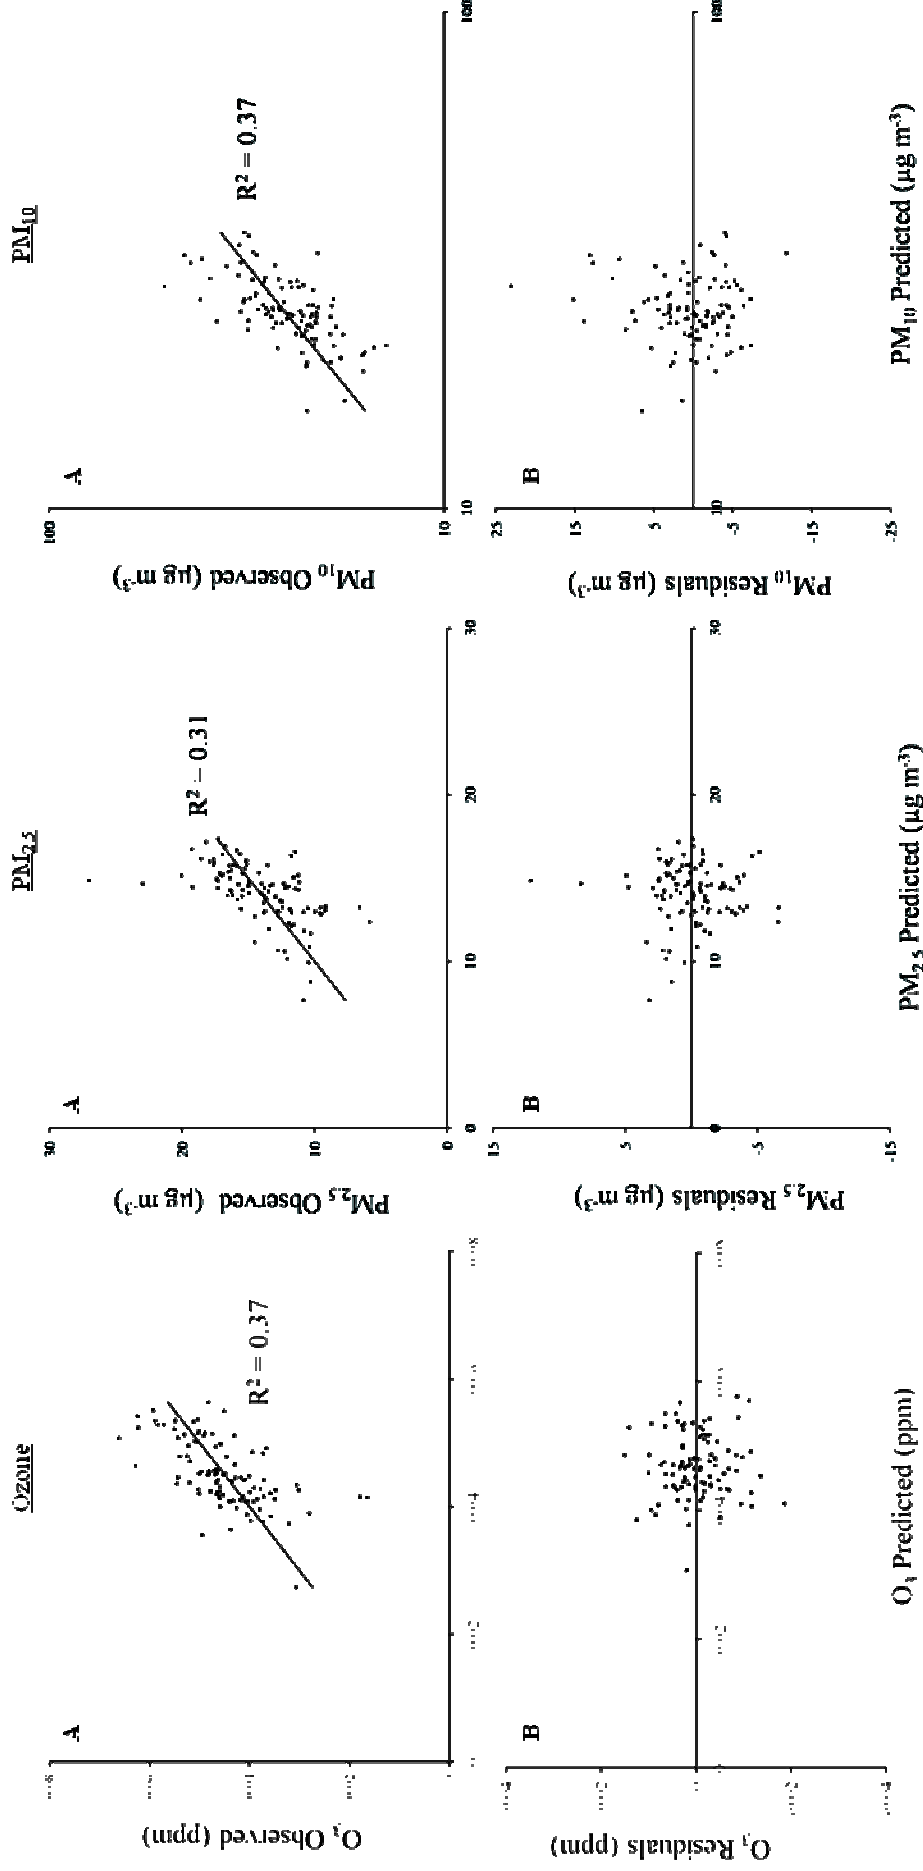 Ozone
A
R² = 0.37
O₃ Observed (ppm)
B
O₃ Residuals (ppm)
O₃ Predicted (ppm)
PM₂.₅
A
R² = 0.31
30
20
10
0
0
10
20
30
PM₂.₅ Observed (µg m⁻³)
B
15
5
-5
-15
10
20
30
PM₂.₅ Residuals (µg m⁻³)
PM₂.₅ Predicted (µg m⁻³)
PM₁₀
A
R² = 0.37
100
10
10
100
PM₁₀ Observed (µg m⁻³)
B
25
15
5
-5
-15
-25
10
100
PM₁₀ Residuals (µg m⁻³)
PM₁₀ Predicted (µg m⁻³)